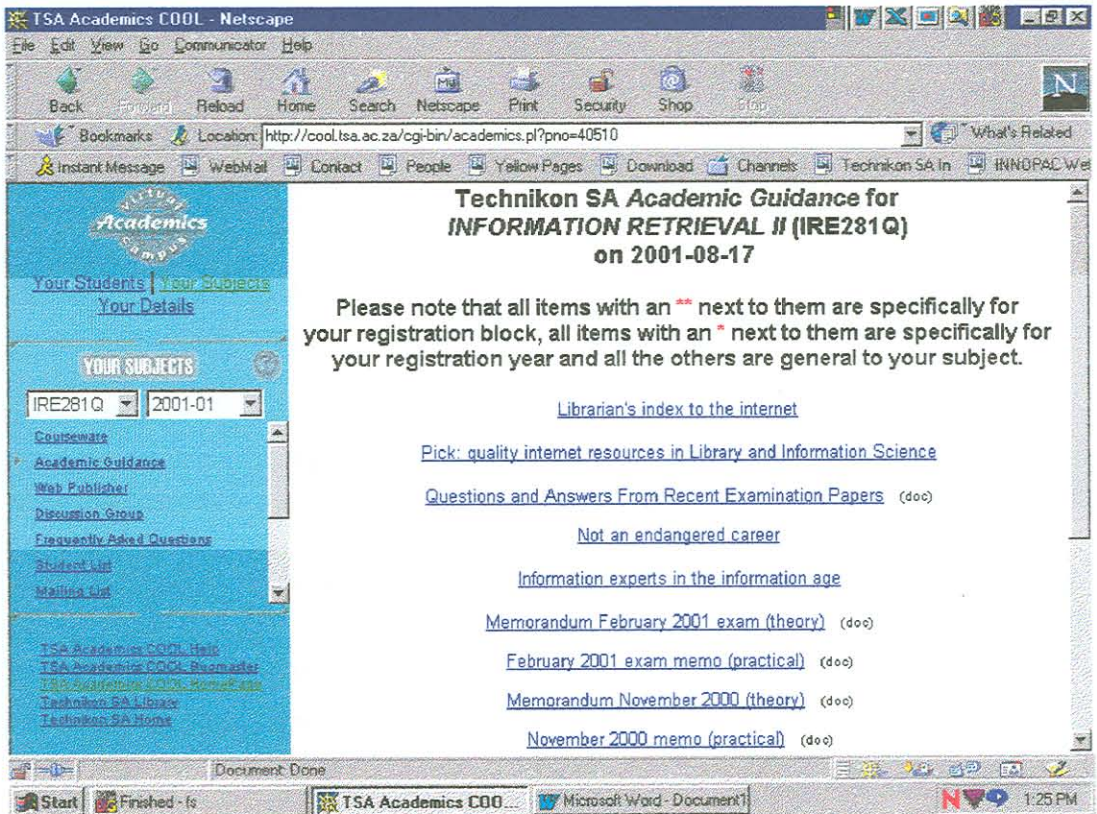 TSA Academics COOL - Netscape
File Edit View Go Communicator Help
Back Forward Reload Home Search Netscape Print Security Shop Stop
Bookmarks Location: http://cool.tsa.ac.za/cgi-bin/academics.pl?pno=40510 What's Related
Instant Message WebMail Contact People Yellow Pages Download Channels Technikon SA In INNOPAC We
Virtual
Academics
Campus
Your Students | Your Subjects
Your Details
YOUR SUBJECTS
IRE281Q 2001-01
Courseware
Academic Guidance
Web Publisher
Discussion Group
Frequently Asked Questions
Student List
Mailing List
TSA Academics COOL Help
TSA Academics COOL Bugmaster
TSA Academics COOL HomePage
Technikon SA Library
Technikon SA Home
Technikon SA Academic Guidance for
INFORMATION RETRIEVAL II (IRE281Q)
on 2001-08-17
Please note that all items with an ** next to them are specifically for
your registration block, all items with an * next to them are specifically for
your registration year and all the others are general to your subject.
Librarian's index to the internet
Pick: quality internet resources in Library and Information Science
Questions and Answers From Recent Examination Papers (doc)
Not an endangered career
Information experts in the information age
Memorandum February 2001 exam (theory) (doc)
February 2001 exam memo (practical) (doc)
Memorandum November 2000 (theory) (doc)
November 2000 memo (practical) (doc)
Document: Done
Start Finished - (s TSA Academics COO... Microsoft Word - Document1 1:25 PM